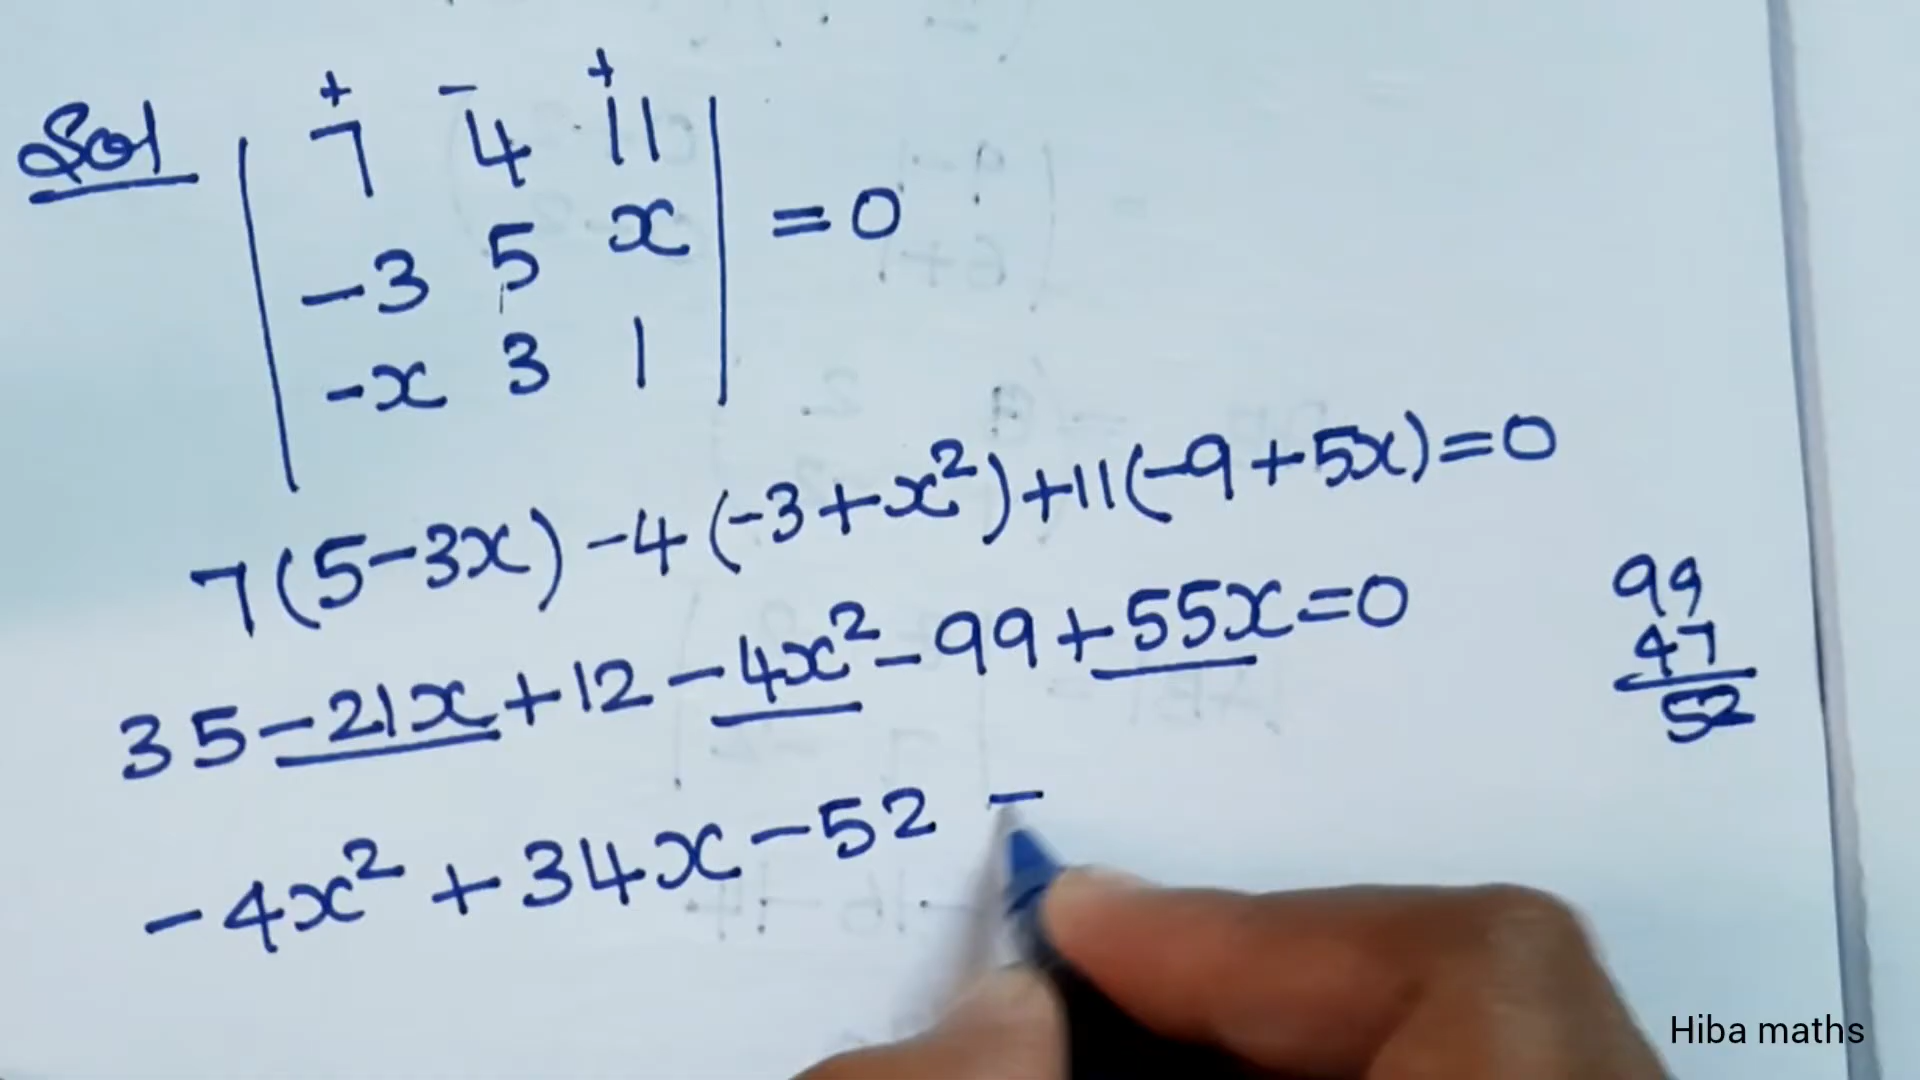 Sol
+ - +
7 4 11
-3 5 x = 0
-x 3 1
7(5-3x) -4(-3+x²)+11(-9+5x)=0
35-21x+12-4x²-99+55x=0
99
47
52
-4x²+34x-52 -
Hiba maths